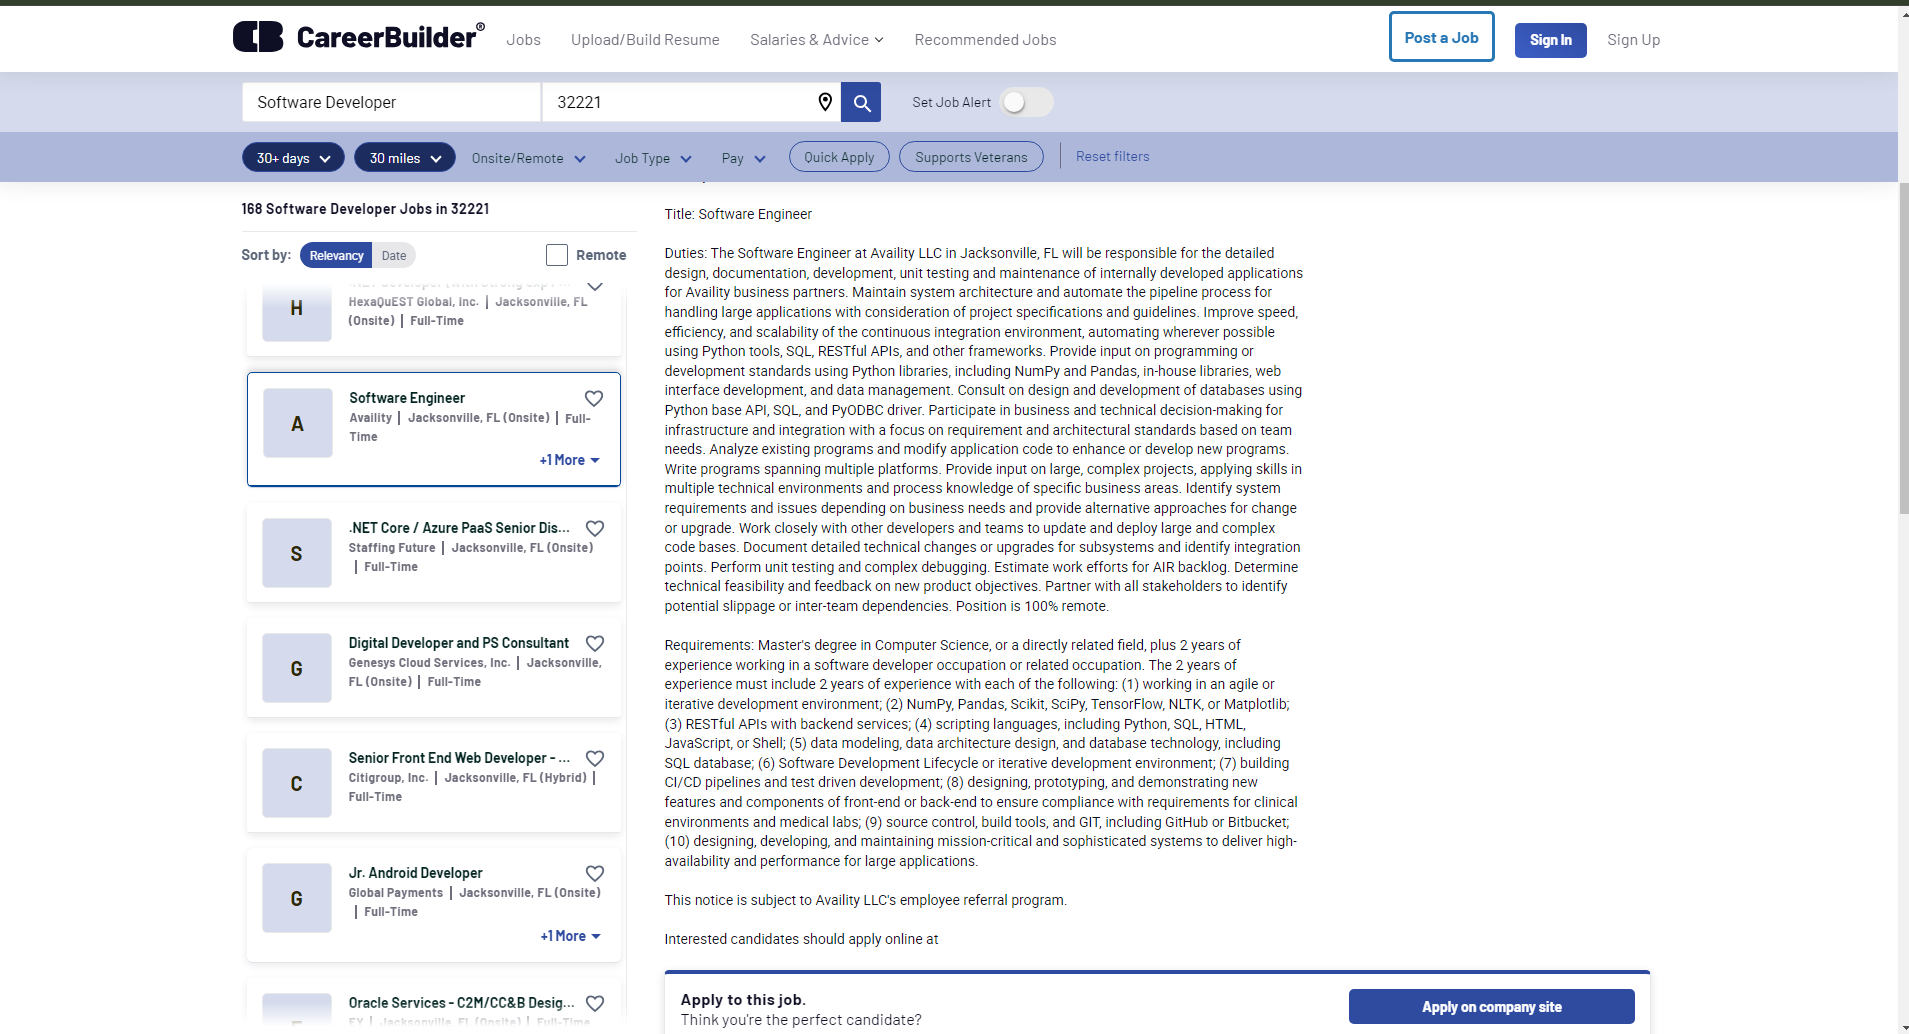 CareerBuilder®
Jobs
Upload/Build Resume
Salaries & Advice
Recommended Jobs
Post a Job
Sign In
Sign Up
Software Developer
32221
Set Job Alert
30+ days
30 miles
Onsite/Remote
Job Type
Pay
Quick Apply
Supports Veterans
Reset filters
168 Software Developer Jobs in 32221
Sort by:
Relevancy
Date
Remote
H
HexaQuEST Global, Inc. | Jacksonville, FL
(Onsite) | Full-Time
A
Software Engineer
Availity | Jacksonville, FL (Onsite) | Full-
Time
+1 More
S
.NET Core / Azure PaaS Senior Dis...
Staffing Future | Jacksonville, FL (Onsite)
| Full-Time
G
Digital Developer and PS Consultant
Genesys Cloud Services, Inc. | Jacksonville,
FL (Onsite) | Full-Time
C
Senior Front End Web Developer - ...
Citigroup, Inc. | Jacksonville, FL (Hybrid) |
Full-Time
G
Jr. Android Developer
Global Payments | Jacksonville, FL (Onsite)
| Full-Time
+1 More
Oracle Services - C2M/CC&B Desig...
EY | Jacksonville, FL (Onsite) | Full-Time
Title: Software Engineer
Duties: The Software Engineer at Availity LLC in Jacksonville, FL will be responsible for the detailed
design, documentation, development, unit testing and maintenance of internally developed applications
for Availity business partners. Maintain system architecture and automate the pipeline process for
handling large applications with consideration of project specifications and guidelines. Improve speed,
efficiency, and scalability of the continuous integration environment, automating wherever possible
using Python tools, SQL, RESTful APIs, and other frameworks. Provide input on programming or
development standards using Python libraries, including NumPy and Pandas, in-house libraries, web
interface development, and data management. Consult on design and development of databases using
Python base API, SQL, and PyODBC driver. Participate in business and technical decision-making for
infrastructure and integration with a focus on requirement and architectural standards based on team
needs. Analyze existing programs and modify application code to enhance or develop new programs.
Write programs spanning multiple platforms. Provide input on large, complex projects, applying skills in
multiple technical environments and process knowledge of specific business areas. Identify system
requirements and issues depending on business needs and provide alternative approaches for change
or upgrade. Work closely with other developers and teams to update and deploy large and complex
code bases. Document detailed technical changes or upgrades for subsystems and identify integration
points. Perform unit testing and complex debugging. Estimate work efforts for AIR backlog. Determine
technical feasibility and feedback on new product objectives. Partner with all stakeholders to identify
potential slippage or inter-team dependencies. Position is 100% remote.
Requirements: Master's degree in Computer Science, or a directly related field, plus 2 years of
experience working in a software developer occupation or related occupation. The 2 years of
experience must include 2 years of experience with each of the following: (1) working in an agile or
iterative development environment; (2) NumPy, Pandas, Scikit, SciPy, TensorFlow, NLTK, or Matplotlib;
(3) RESTful APIs with backend services; (4) scripting languages, including Python, SQL, HTML,
JavaScript, or Shell; (5) data modeling, data architecture design, and database technology, including
SQL database; (6) Software Development Lifecycle or iterative development environment; (7) building
CI/CD pipelines and test driven development; (8) designing, prototyping, and demonstrating new
features and components of front-end or back-end to ensure compliance with requirements for clinical
environments and medical labs; (9) source control, build tools, and GIT, including GitHub or Bitbucket;
(10) designing, developing, and maintaining mission-critical and sophisticated systems to deliver high-
availability and performance for large applications.
This notice is subject to Availity LLC's employee referral program.
Interested candidates should apply online at
Apply to this job.
Think you're the perfect candidate?
Apply on company site